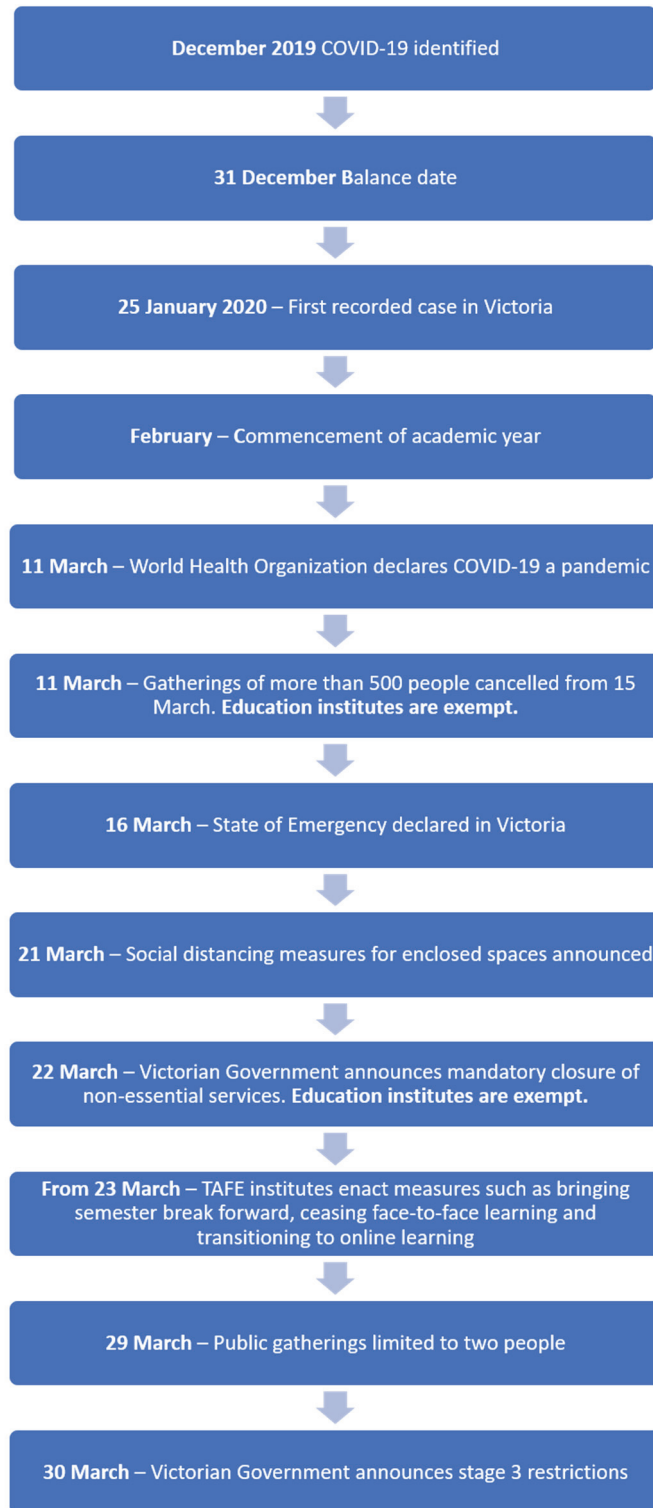 December 2019 COVID-19 identified
31 December Balance date
25 January 2020 – First recorded case in Victoria
February – Commencement of academic year
11 March – World Health Organization declares COVID-19 a pandemic
11 March – Gatherings of more than 500 people cancelled from 15
March. Education institutes are exempt.
16 March – State of Emergency declared in Victoria
21 March – Social distancing measures for enclosed spaces announced
22 March – Victorian Government announces mandatory closure of
non-essential services. Education institutes are exempt.
From 23 March – TAFE institutes enact measures such as bringing
semester break forward, ceasing face-to-face learning and
transitioning to online learning
29 March – Public gatherings limited to two people
30 March – Victorian Government announces stage 3 restrictions